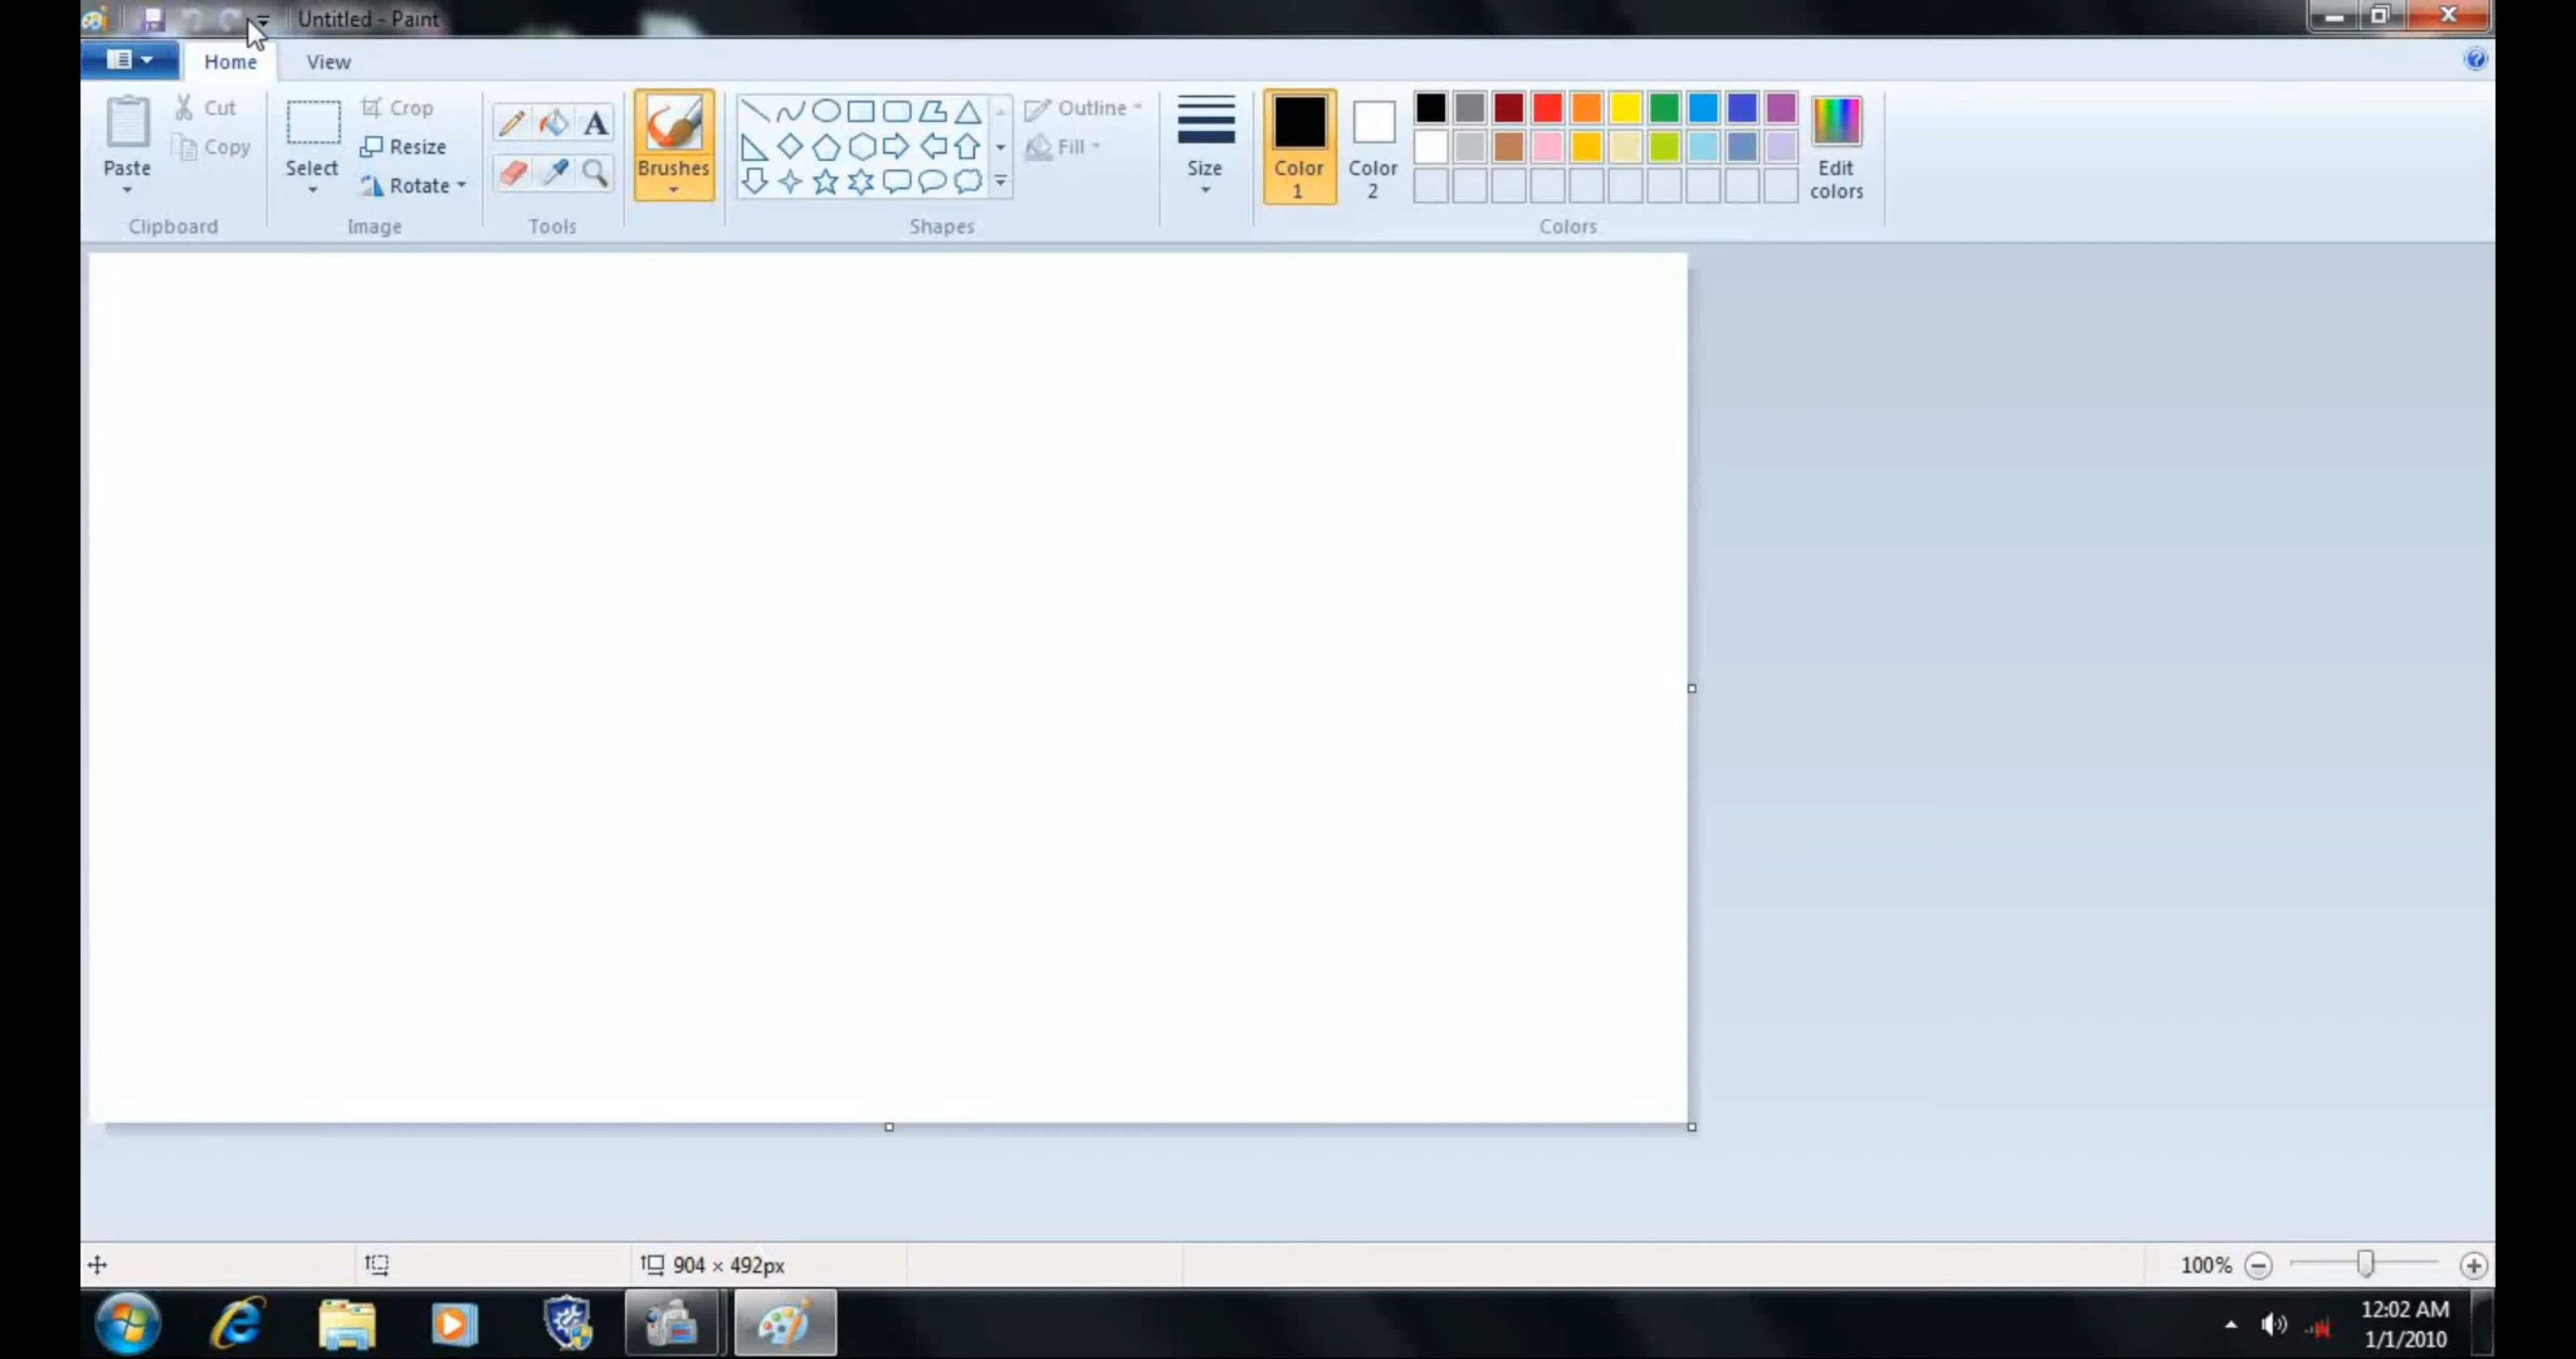 Untitled - Paint
Home View
Paste
Cut
Copy
Clipboard
Select
Crop
Resize
Rotate
Image
A
Tools
Brushes
Outline
Fill
Shapes
Size
Color
1
Color
2
Edit
colors
Colors
904 × 492px
100%
12:02 AM
1/1/2010